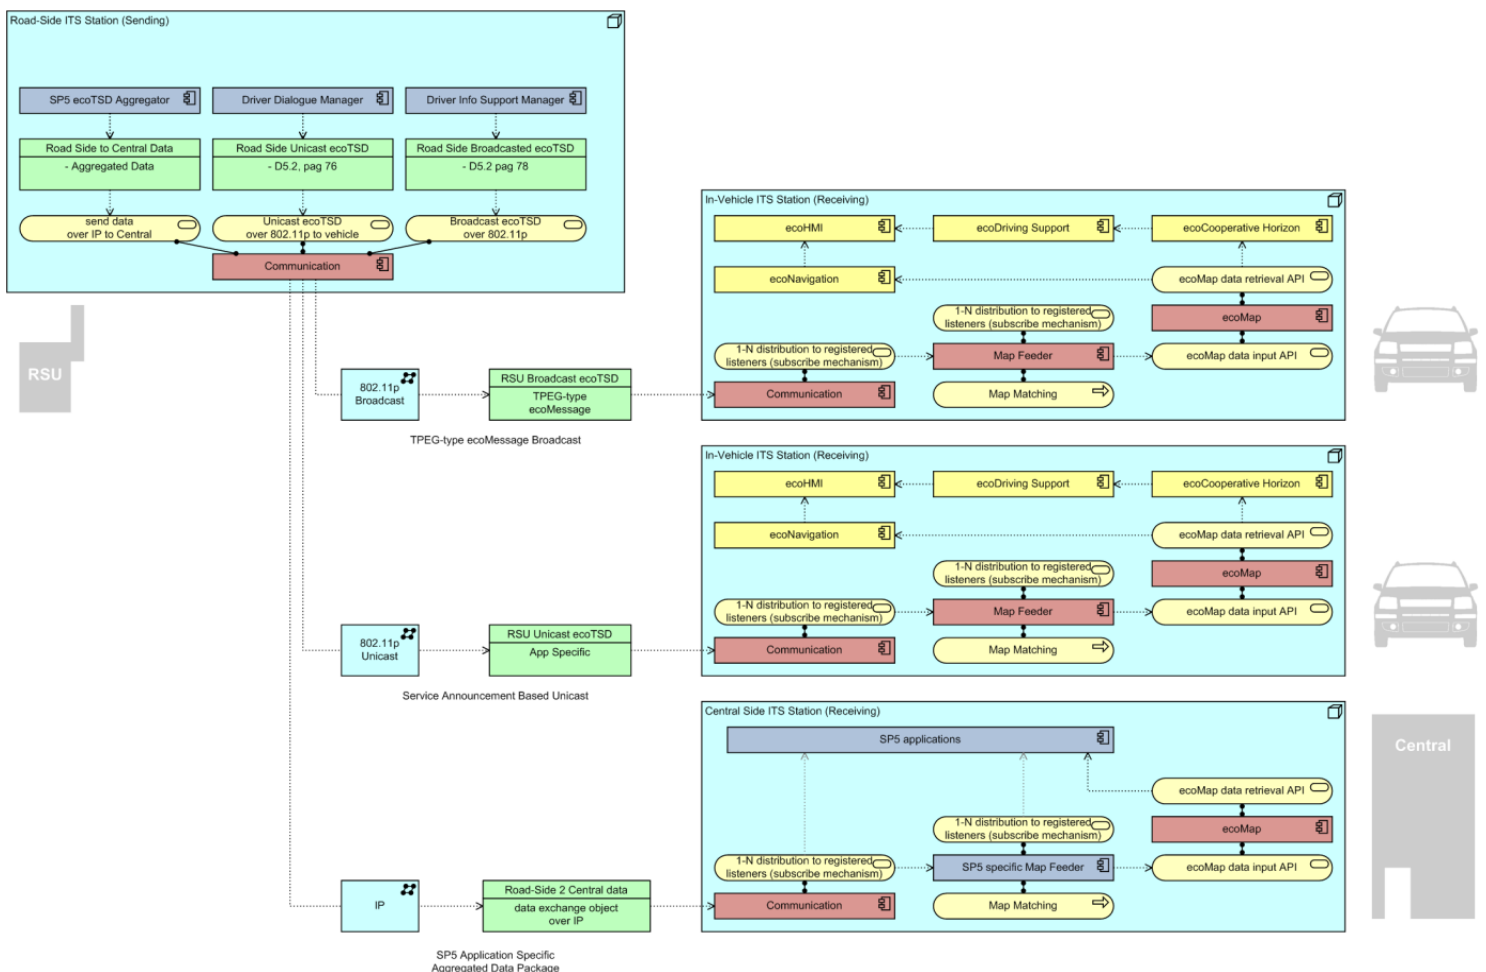 Road-Side ITS Station (Sending)
SP5 ecoTSD Aggregator
Driver Dialogue Manager
Driver Info Support Manager
Road Side to Central Data
- Aggregated Data
Road Side Unicast ecoTSD
- D5.2, pag 76
Road Side Broadcasted ecoTSD
- D5.2 pag 78
send data
over IP to Central
Unicast ecoTSD
over 802.11p to vehicle
Broadcast ecoTSD
over 802.11p
Communication
RSU
802.11p
Broadcast
RSU Broadcast ecoTSD
TPEG-type
ecoMessage
TPEG-type ecoMessage Broadcast
In-Vehicle ITS Station (Receiving)
ecoHMI
ecoDriving Support
ecoCooperative Horizon
ecoNavigation
ecoMap data retrieval API
1-N distribution to registered
listeners (subscribe mechanism)
ecoMap
1-N distribution to registered
listeners (subscribe mechanism)
Map Feeder
ecoMap data input API
Communication
Map Matching
802.11p
Unicast
RSU Unicast ecoTSD
App Specific
Service Announcement Based Unicast
In-Vehicle ITS Station (Receiving)
ecoHMI
ecoDriving Support
ecoCooperative Horizon
ecoNavigation
ecoMap data retrieval API
1-N distribution to registered
listeners (subscribe mechanism)
ecoMap
1-N distribution to registered
listeners (subscribe mechanism)
Map Feeder
ecoMap data input API
Communication
Map Matching
IP
Road-Side 2 Central data
data exchange object
over IP
SP5 Application Specific
Aggregated Data Package
Central Side ITS Station (Receiving)
SP5 applications
ecoMap data retrieval API
1-N distribution to registered
listeners (subscribe mechanism)
ecoMap
1-N distribution to registered
listeners (subscribe mechanism)
SP5 specific Map Feeder
ecoMap data input API
Communication
Map Matching
Central